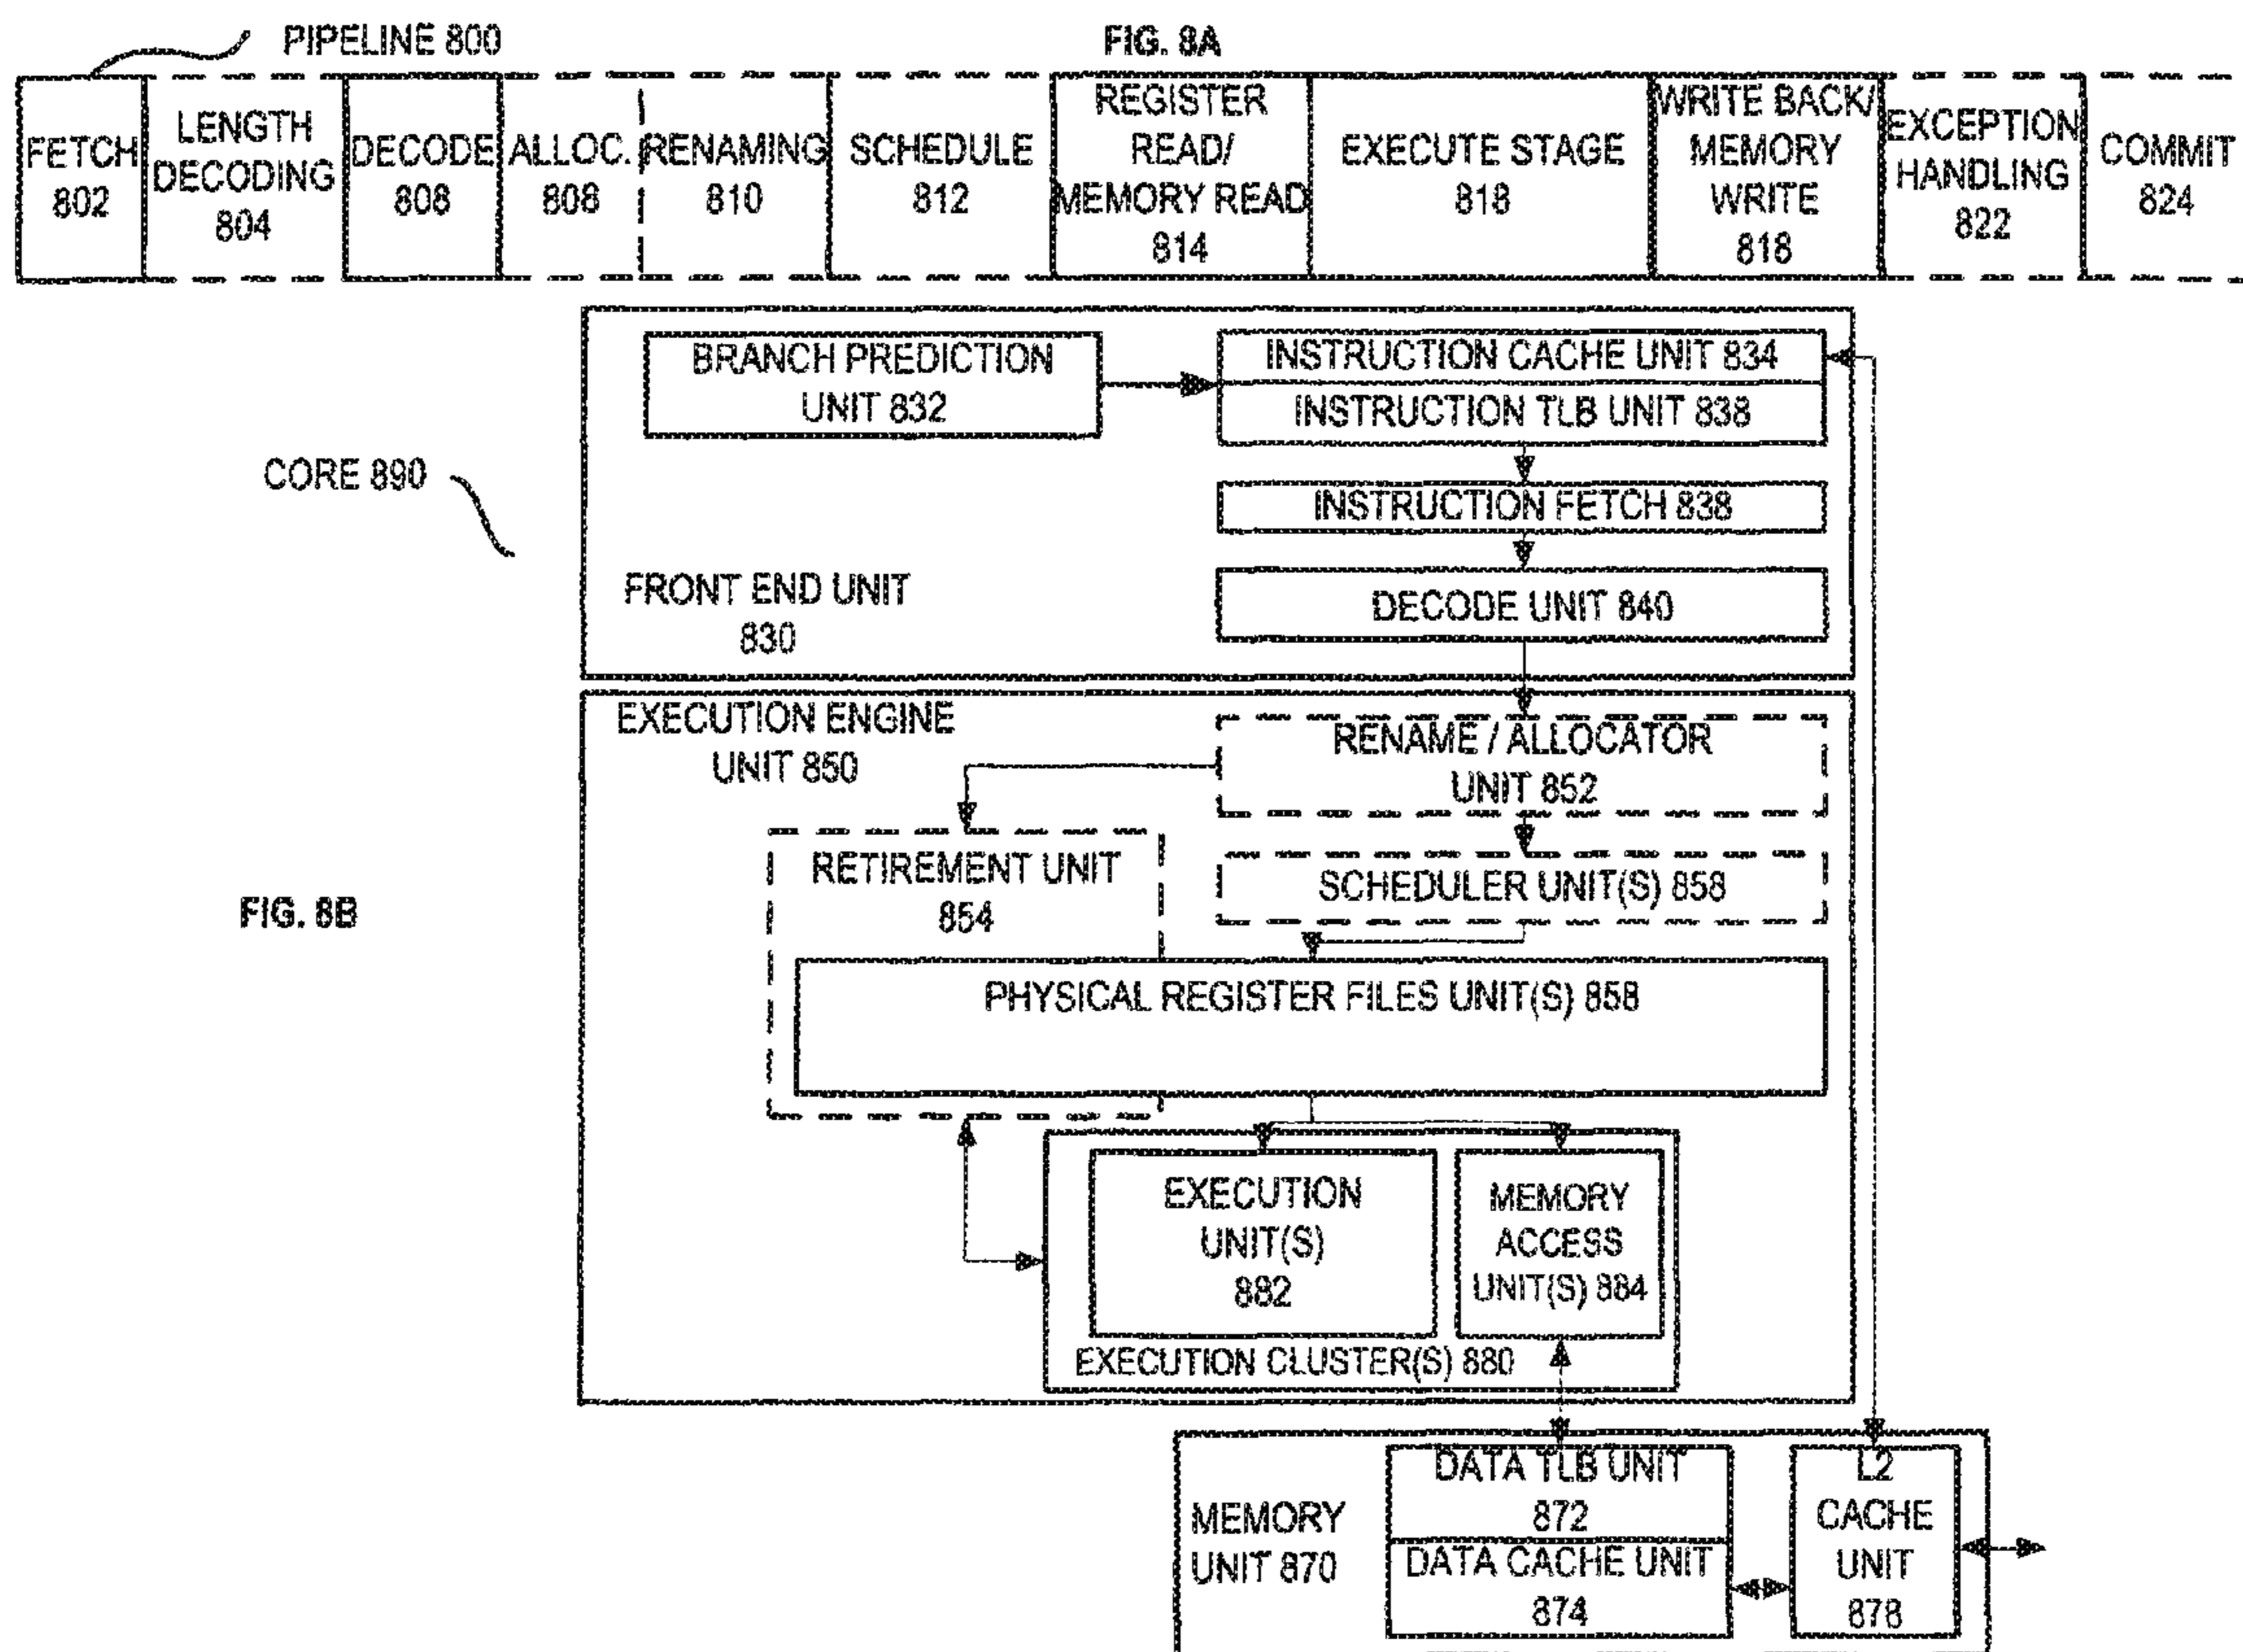 PIPELINE 800
FIG. 8A
FETCH
802
LENGTH
DECODING
804
DECODE
808
ALLOC.
808
RENAMING
810
SCHEDULE
812
REGISTER
READ/
MEMORY READ
814
EXECUTE STAGE
818
WRITE BACK/
MEMORY
WRITE
818
EXCEPTION
HANDLING
822
COMMIT
824
BRANCH PREDICTION
UNIT 832
INSTRUCTION CACHE UNIT 834
INSTRUCTION TLB UNIT 838
CORE 890
INSTRUCTION FETCH 838
FRONT END UNIT
830
DECODE UNIT 840
EXECUTION ENGINE
UNIT 850
RENAME / ALLOCATOR
UNIT 852
RETIREMENT UNIT
854
SCHEDULER UNIT(S) 858
FIG. 8B
PHYSICAL REGISTER FILES UNIT(S) 858
EXECUTION
UNIT(S)
882
MEMORY
ACCESS
UNIT(S) 884
EXECUTION CLUSTER(S) 880
MEMORY
UNIT 870
DATA TLB UNIT
872
DATA CACHE UNIT
874
L2
CACHE
UNIT
878